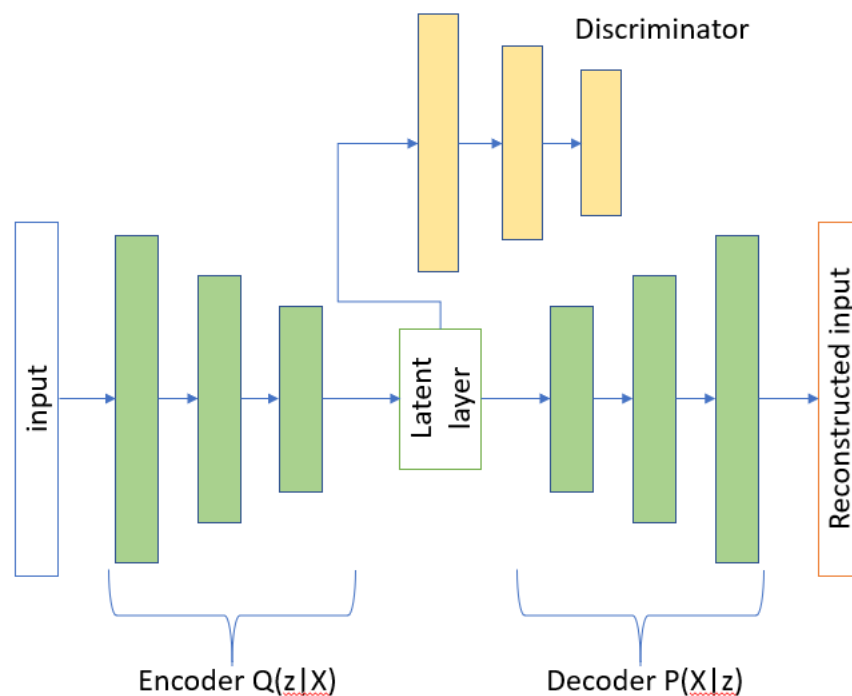 Discriminator
input
Latent
layer
Reconstructed input
Encoder Q(z|X)
Decoder P(X|z)